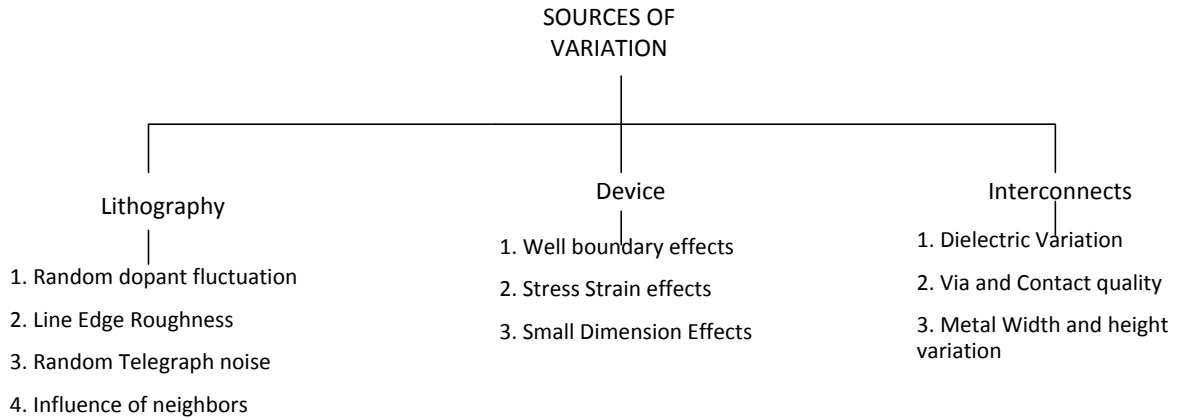 SOURCES OF
VARIATION
Lithography
1. Random dopant fluctuation
2. Line Edge Roughness
3. Random Telegraph noise
4. Influence of neighbors
Device
1. Well boundary effects
2. Stress Strain effects
3. Small Dimension Effects
Interconnects
1. Dielectric Variation
2. Via and Contact quality
3. Metal Width and height
variation